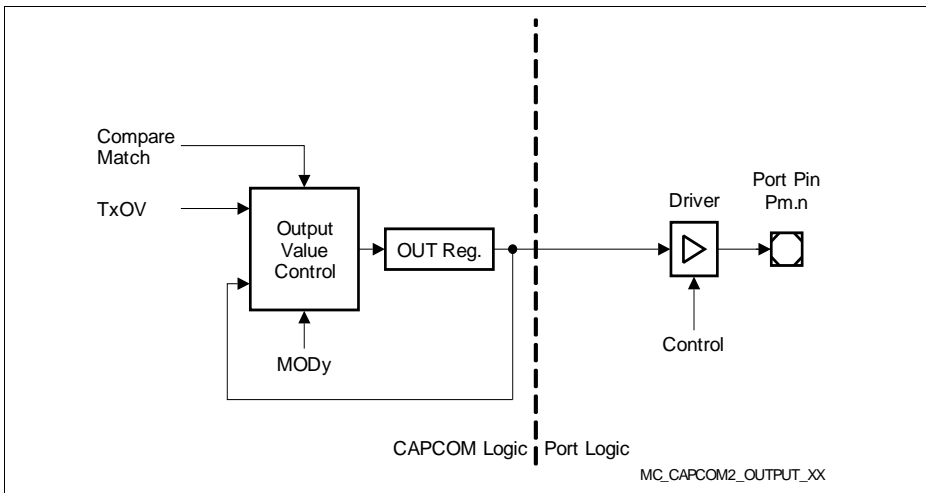 Compare
Match
TxOV
Output
Value
Control
OUT Reg.
MODy
Driver
Port Pin
Pm.n
Control
CAPCOM Logic
Port Logic
MC_CAPCOM2_OUTPUT_XX